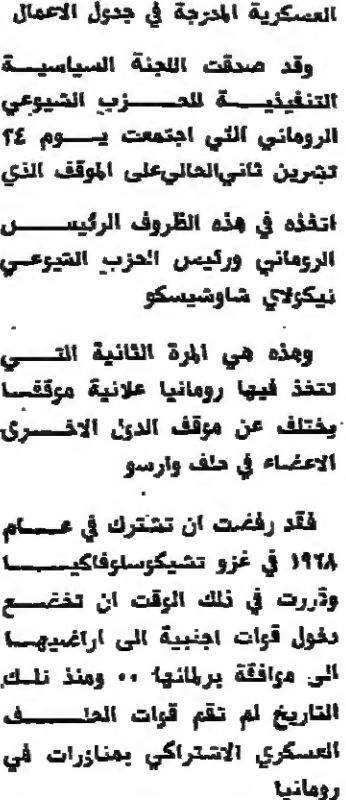 العسكرية المدرجة في جدول الاعمال
وقد صدقت اللجنة السياسية
التنفيذية للحزب الشيوعي
الروماني التي اجتمعت يوم ٢٤
تشرين ثاني الحالي على الموقف الذي
اتخذه في هذه الظروف الرئيس
الروماني ورئيس الحزب الشيوعي
نيكولاي شاوشيسكو
وهذه هي المرة الثانية التي
تتخذ فيها رومانيا علانية موقفا
يختلف عن موقف الدول الاخرى
الاعضاء في حلف وارسو
فقد رفضت ان تشترك في عام
١٩٦٨ في غزو تشيكوسلوفاكيا
وقررت في ذلك الوقت ان تخضع
دخول قوات اجنبية الى اراضيها
الى موافقة برلمانها ٠٠ ومنذ ذلك
التاريخ لم تقم قوات الحلف
العسكري الاشتراكي بمناورات في
رومانيا